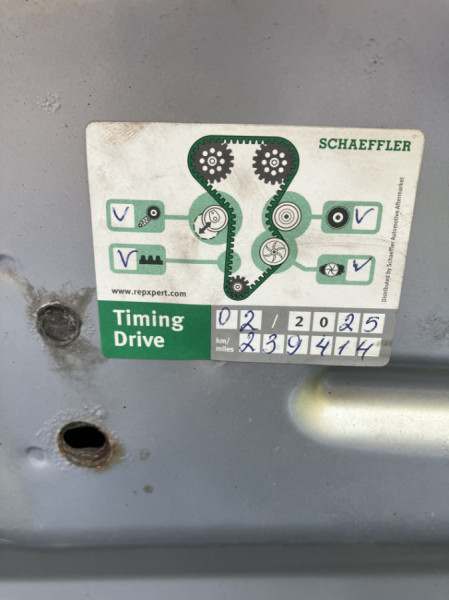 SCHAEFFLER
Distributed by Schaeffler Automotive Aftermarket
www.repxpert.com
Timing Drive
02/2025
km/miles 239414